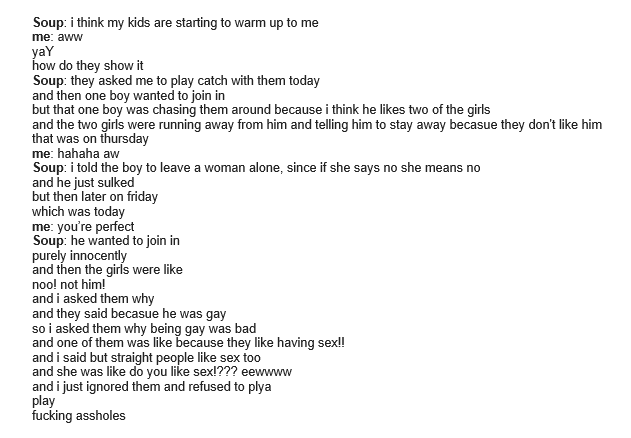 Soup: i think my kids are starting to warm up to me
me: aww
yaY
how do they show it
Soup: they asked me to play catch with them today
and then one boy wanted to join in
but that one boy was chasing them around because i think he likes two of the girls
and the two girls were running away from him and telling him to stay away becasue they don't like him
that was on thursday
me: hahaha aw
Soup: i told the boy to leave a woman alone, since if she says no she means no
and he just sulked
but then later on friday
which was today
me: you're perfect
Soup: he wanted to join in
purely innocently
and then the girls were like
noo! not him!
and i asked them why
and they said becasue he was gay
so i asked them why being gay was bad
and one of them was like because they like having sex!!
and i said but straight people like sex too
and she was like do you like sex!??? eewwww
and i just ignored them and refused to plya
play
fucking assholes